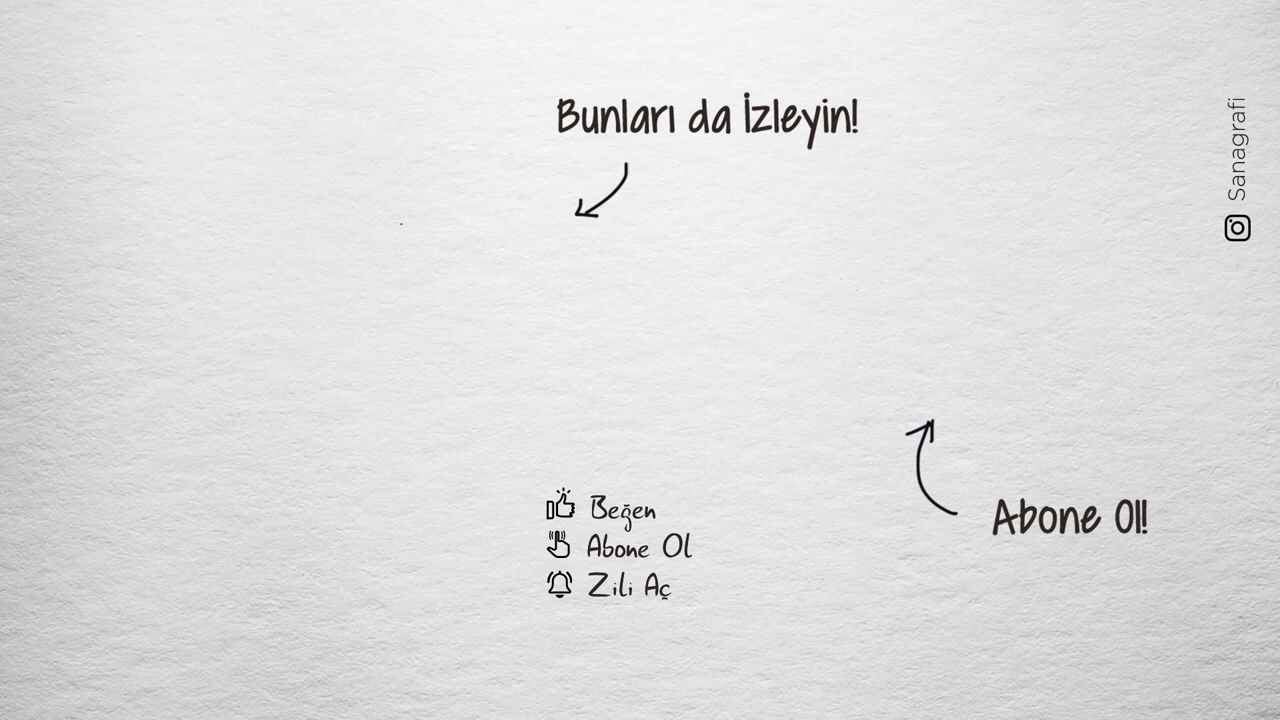 Bunları da İzleyin!
Sanagrafi
Beğen
Abone Ol
Zili Aç
Abone Ol!